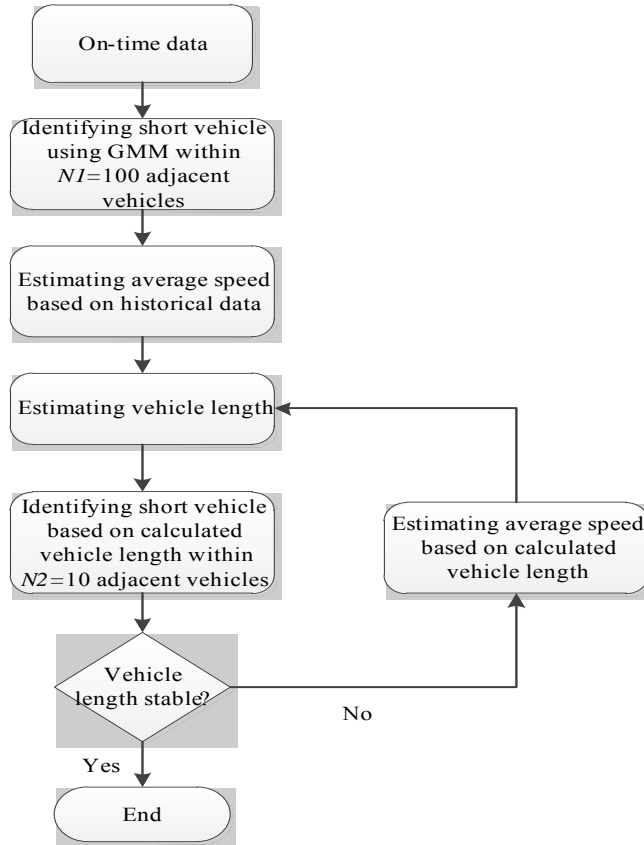 On-time data
Identifying short vehicle
using GMM within
N1=100 adjacent
vehicles
Estimating average speed
based on historical data
Estimating vehicle length
Identifying short vehicle
based on calculated
vehicle length within
N2=10 adjacent vehicles
Estimating average speed
based on calculated
vehicle length
Vehicle
length stable?
No
Yes
End